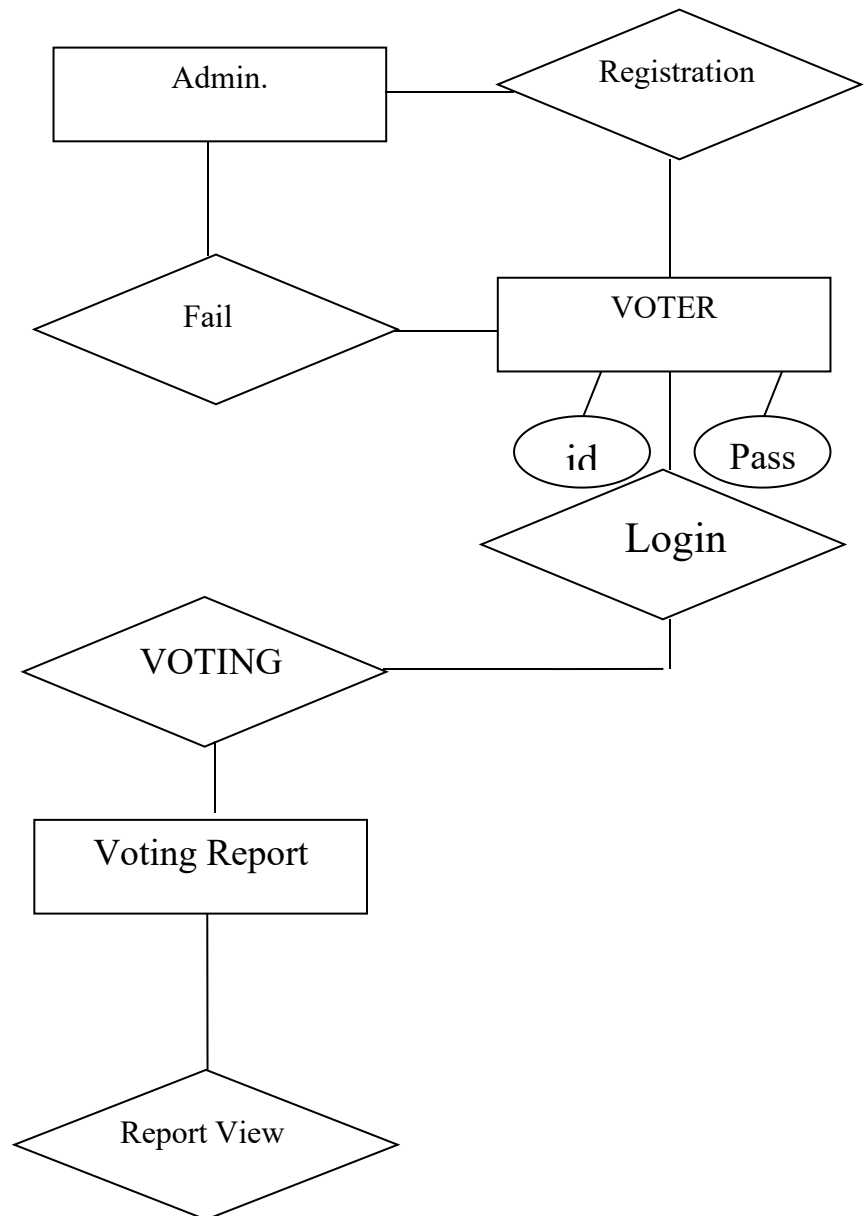 Admin.
Registration
Fail
VOTER
id
Pass
Login
VOTING
Voting Report
Report View